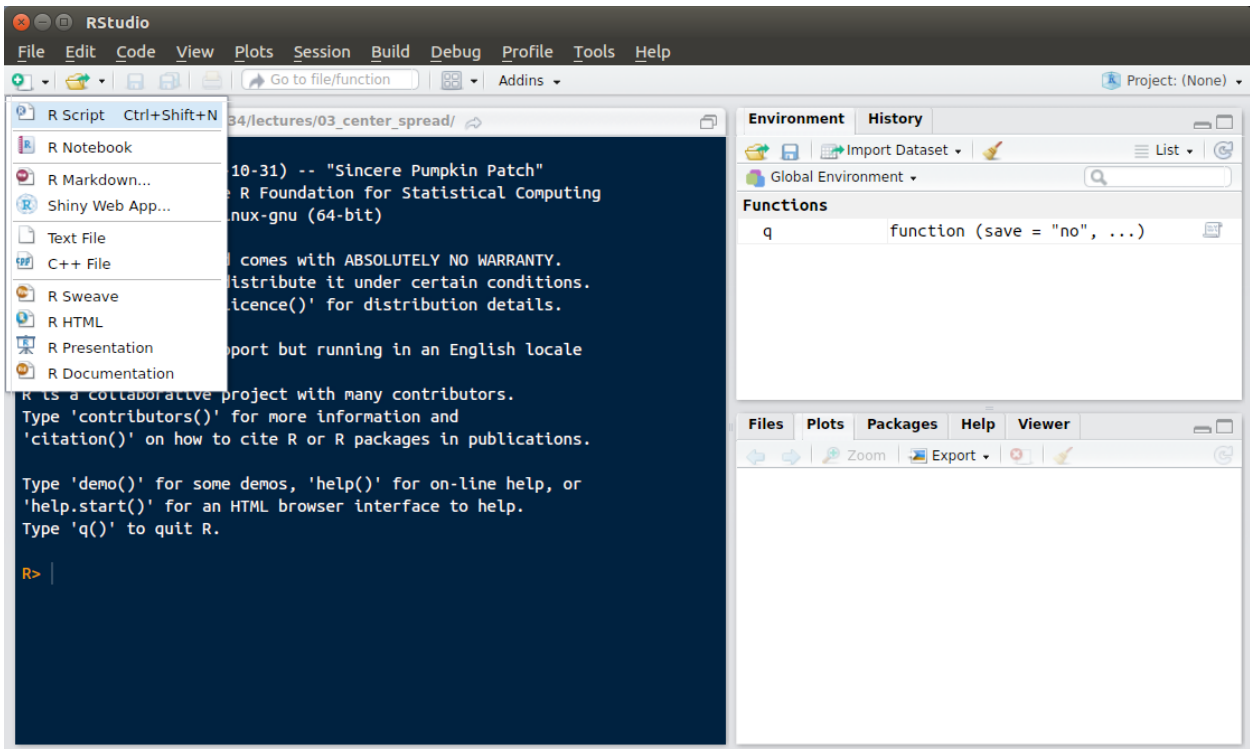 RStudio
File Edit Code View Plots Session Build Debug Profile Tools Help
Go to file/function Addins Project: (None)
R Script Ctrl+Shift+N
R Notebook
R Markdown...
Shiny Web App...
Text File
C++ File
R Sweave
R HTML
R Presentation
R Documentation
34/lectures/03_center_spread/
10-31) -- "Sincere Pumpkin Patch"
R Foundation for Statistical Computing
nux-gnu (64-bit)
comes with ABSOLUTELY NO WARRANTY.
istribute it under certain conditions.
icence()' for distribution details.
port but running in an English locale
R is a collaborative project with many contributors.
Type 'contributors()' for more information and
'citation()' on how to cite R or R packages in publications.
Type 'demo()' for some demos, 'help()' for on-line help, or
'help.start()' for an HTML browser interface to help.
Type 'q()' to quit R.
R>
Environment History
Import Dataset List
Global Environment
Functions
q function (save = "no", ...)
Files Plots Packages Help Viewer
Zoom Export